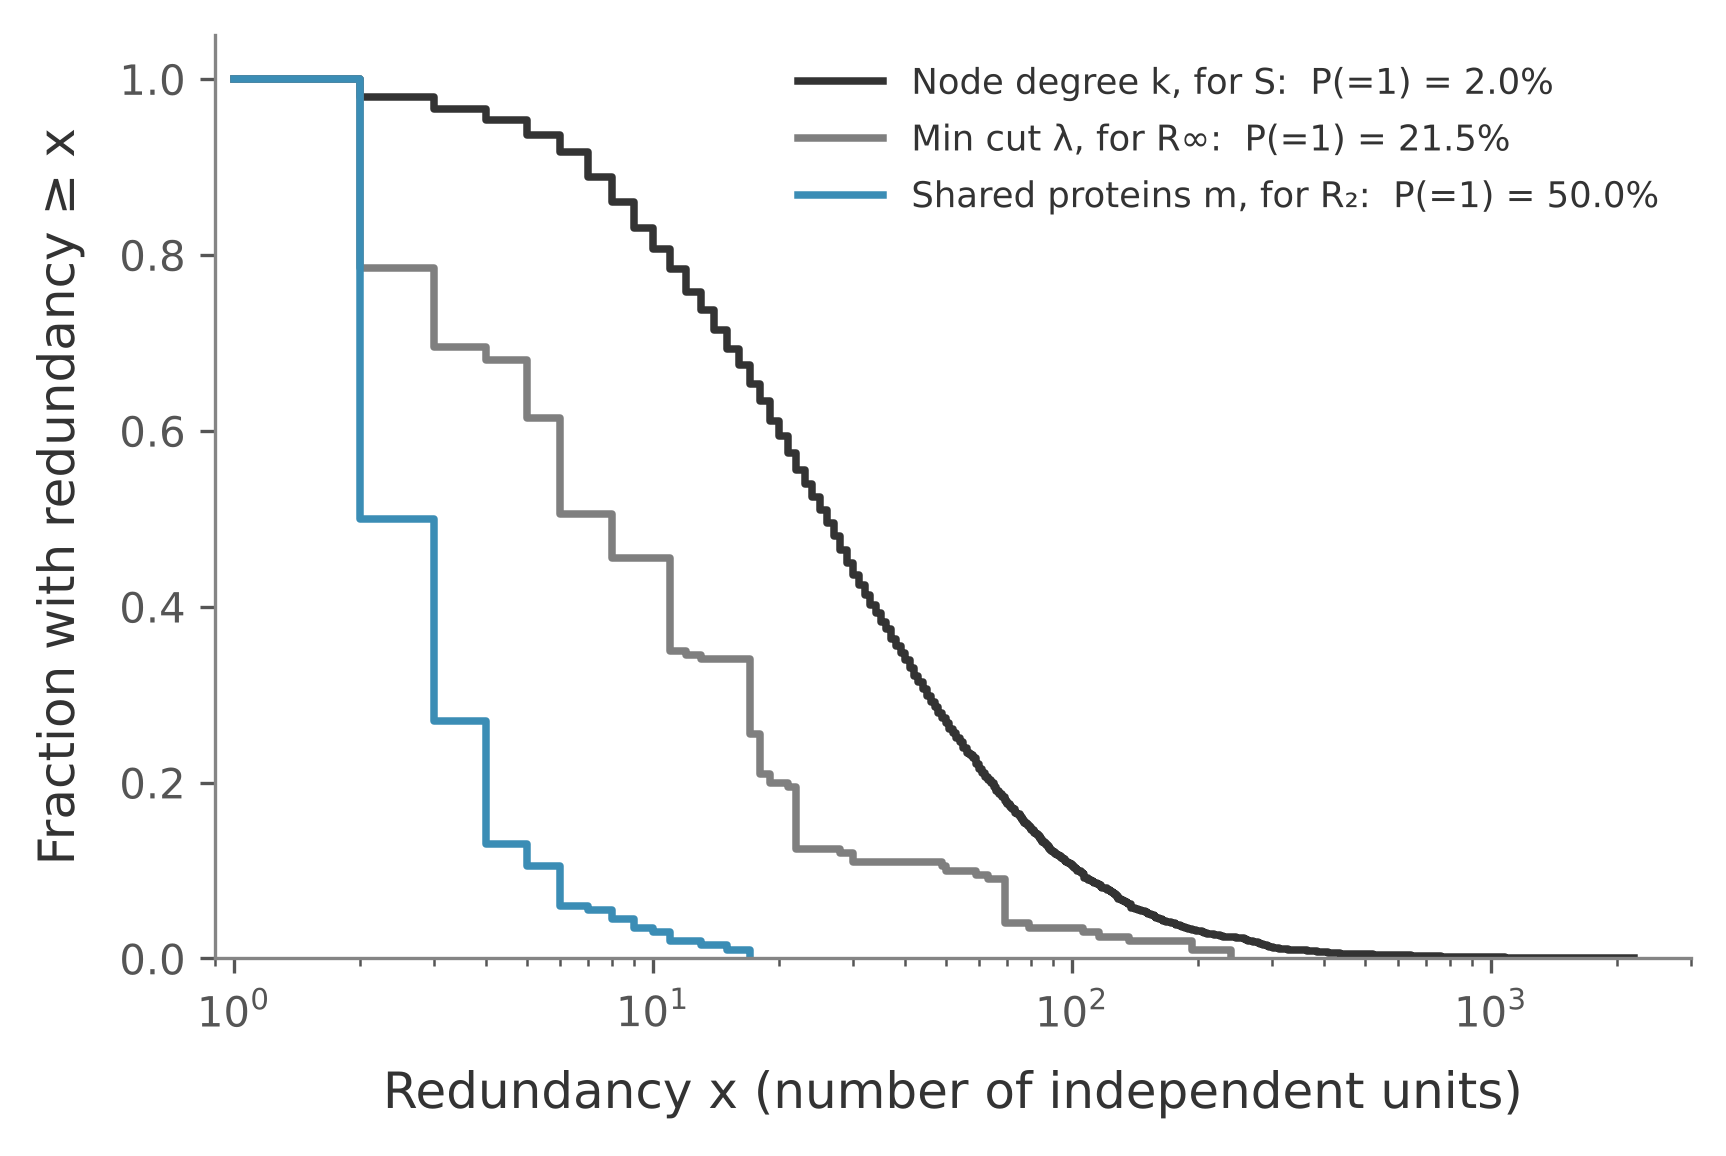 Node degree k, for S:  P(=1) = 2.0%
Min cut λ, for R∞:  P(=1) = 21.5%
Shared proteins m, for R₂:  P(=1) = 50.0%
Fraction with redundancy ≥ x
1.0
0.8
0.6
0.4
0.2
0.0
10⁰ 10¹ 10² 10³
Redundancy x (number of independent units)